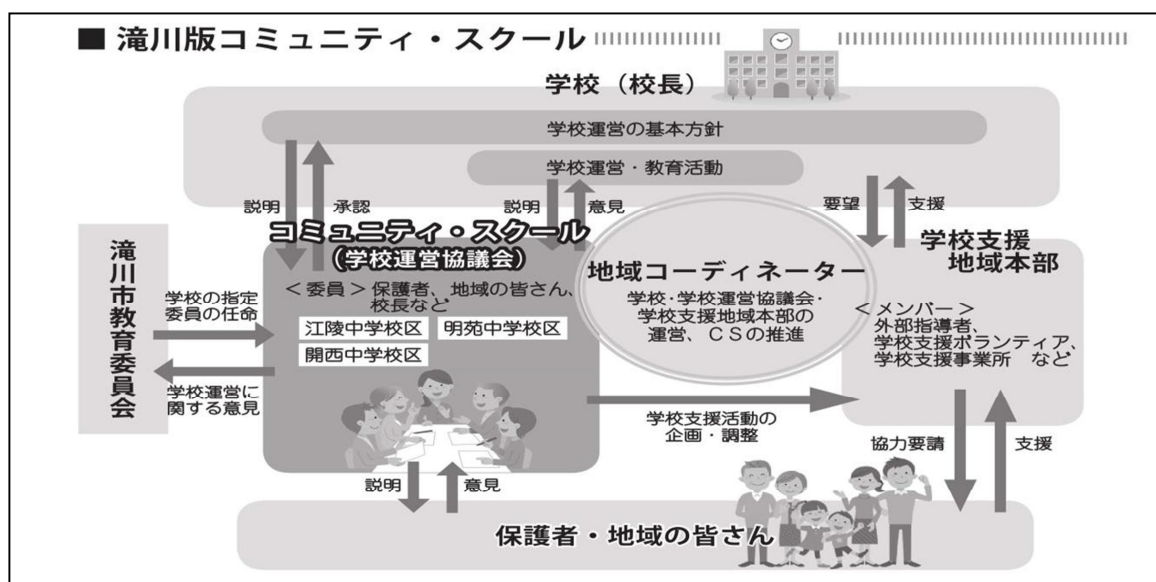 ■ 滝川版コミュニティ・スクール
学校（校長）
学校運営の基本方針
学校運営・教育活動
説明
承認
説明
意見
要望
支援
コミュニティ・スクール
（学校運営協議会）
＜委員＞保護者、地域の皆さん、
校長など
江陵中学校区
明苑中学校区
開西中学校区
滝川市教育委員会
学校の指定
委員の任命
学校運営に
関する意見
地域コーディネーター
学校・学校運営協議会・
学校支援地域本部の
運営、ＣＳの推進
学校支援
地域本部
＜メンバー＞
外部指導者、
学校支援ボランティア、
学校支援事業所　など
学校支援活動の
企画・調整
協力要請
支援
説明
意見
保護者・地域の皆さん